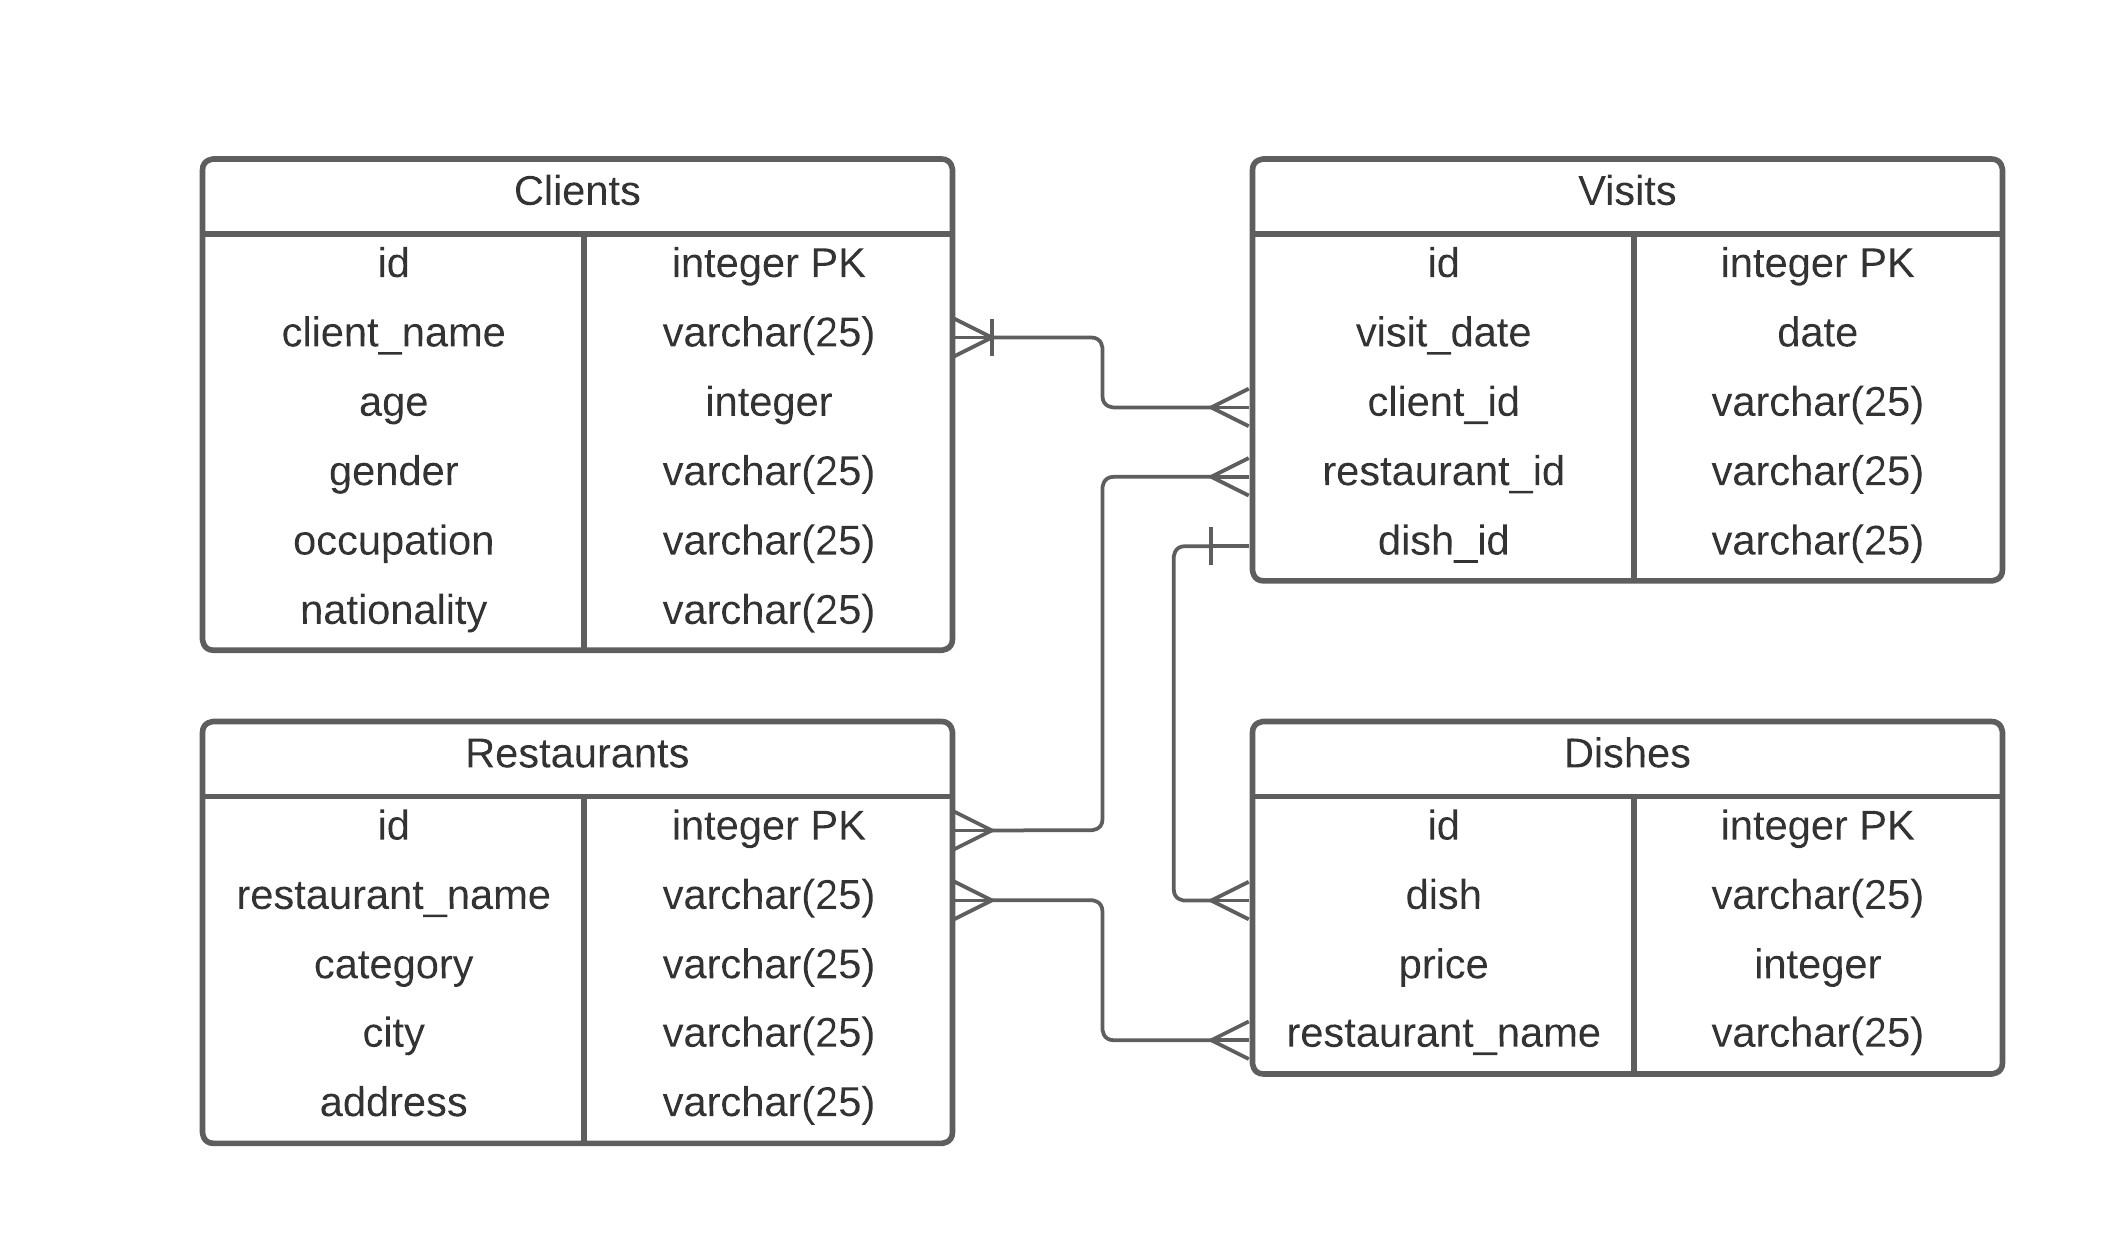 Clients
id integer PK
client_name varchar(25)
age integer
gender varchar(25)
occupation varchar(25)
nationality varchar(25)
Visits
id integer PK
visit_date date
client_id varchar(25)
restaurant_id varchar(25)
dish_id varchar(25)
Restaurants
id integer PK
restaurant_name varchar(25)
category varchar(25)
city varchar(25)
address varchar(25)
Dishes
id integer PK
dish varchar(25)
price integer
restaurant_name varchar(25)